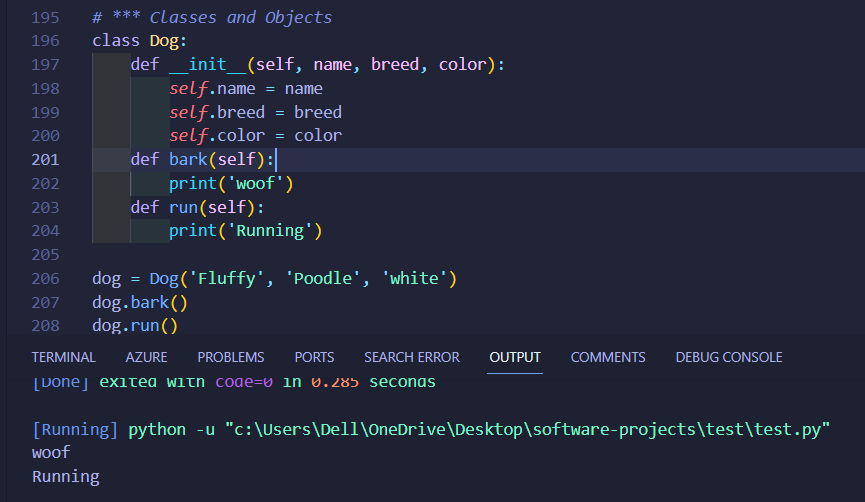 195 # *** Classes and Objects
196 class Dog:
197     def __init__(self, name, breed, color):
198         self.name = name
199         self.breed = breed
200         self.color = color
201     def bark(self):
202         print('woof')
203     def run(self):
204         print('Running')
205
206 dog = Dog('Fluffy', 'Poodle', 'white')
207 dog.bark()
208 dog.run()
TERMINAL AZURE PROBLEMS PORTS SEARCH ERROR OUTPUT COMMENTS DEBUG CONSOLE
[Done] exited with code=0 in 0.285 seconds
[Running] python -u "c:\Users\Dell\OneDrive\Desktop\software-projects\test\test.py"
woof
Running